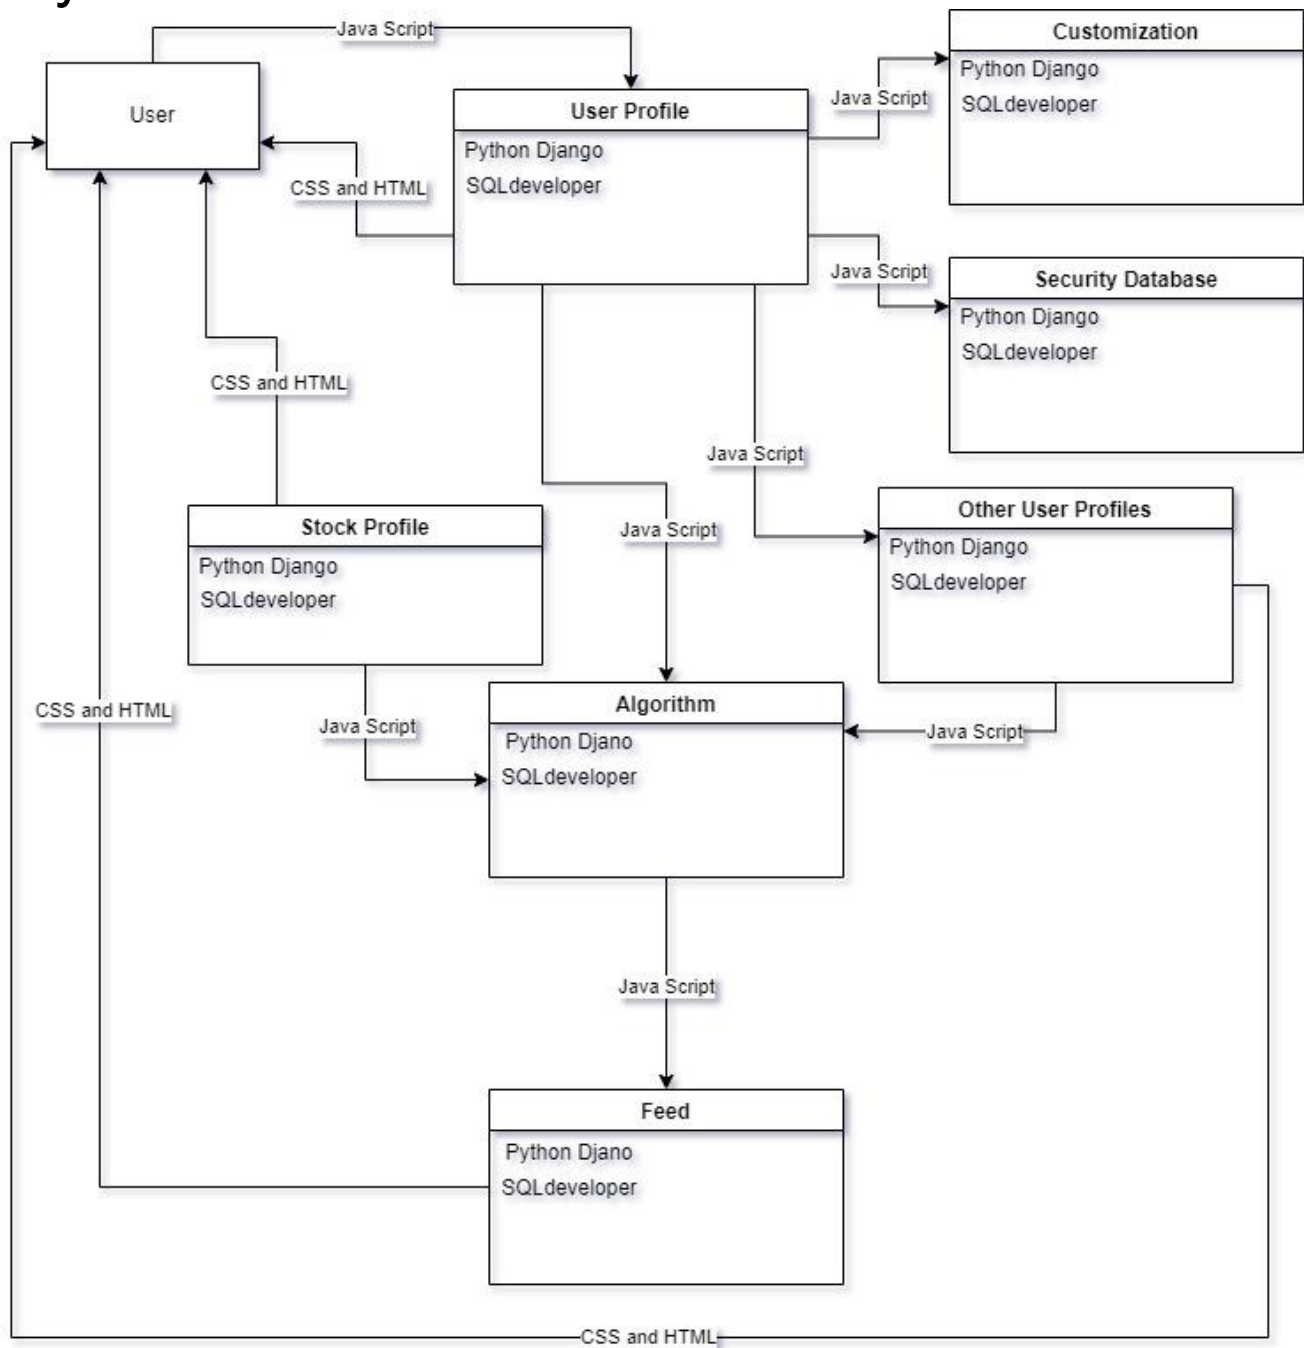 y
Java Script
Customization
Python Django
SQLdeveloper
User
User Profile
Python Django
SQLdeveloper
Java Script
CSS and HTML
Java Script
Security Database
Python Django
SQLdeveloper
CSS and HTML
Java Script
Other User Profiles
Python Django
SQLdeveloper
Stock Profile
Python Django
SQLdeveloper
Java Script
CSS and HTML
Java Script
Algorithm
Python Djano
SQLdeveloper
Java Script
Java Script
Feed
Python Djano
SQLdeveloper
CSS and HTML